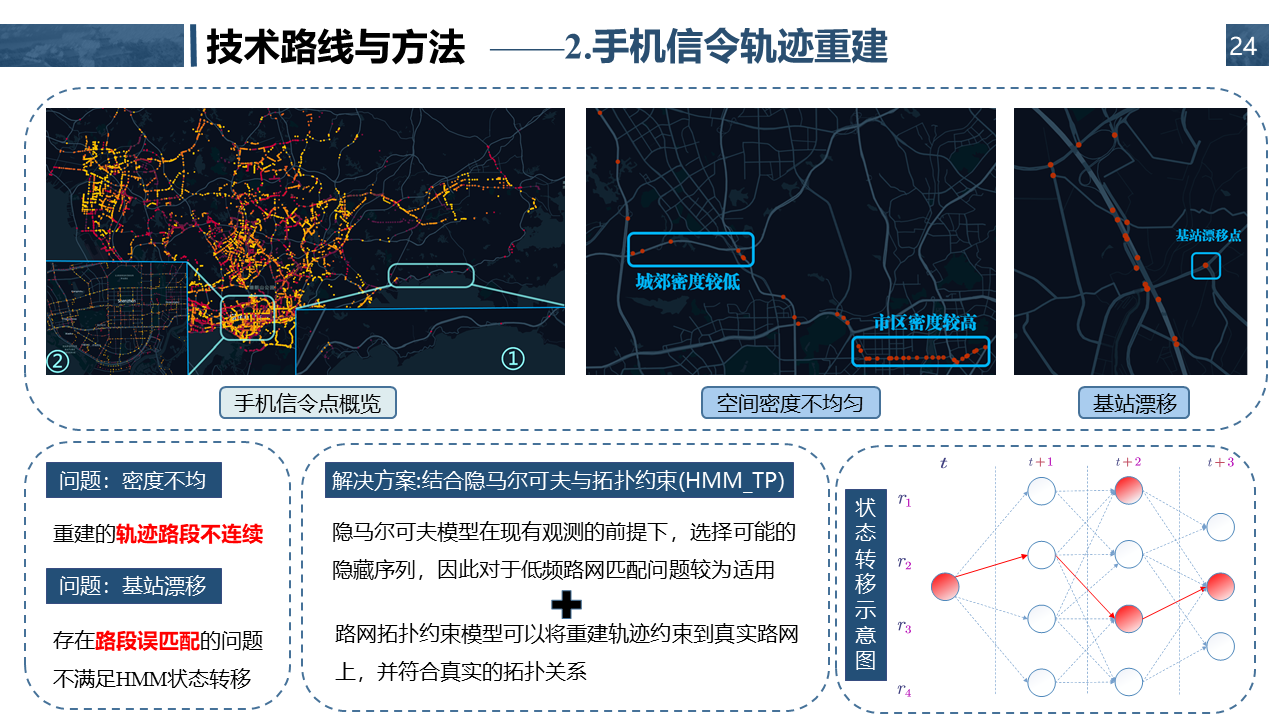 技术路线与方法 ——2.手机信令轨迹重建
24
②
①
城郊密度较低
市区密度较高
基站漂移点
手机信令点概览
空间密度不均匀
基站漂移
问题：密度不均
重建的轨迹路段不连续
问题：基站漂移
存在路段误匹配的问题
不满足HMM状态转移
解决方案:结合隐马尔可夫与拓扑约束(HMM_TP)
隐马尔可夫模型在现有观测的前提下，选择可能的
隐藏序列，因此对于低频路网匹配问题较为适用
路网拓扑约束模型可以将重建轨迹约束到真实路网
上，并符合真实的拓扑关系
状态转移示意图
t
t+1
t+2
t+3
r1
r2
r3
r4